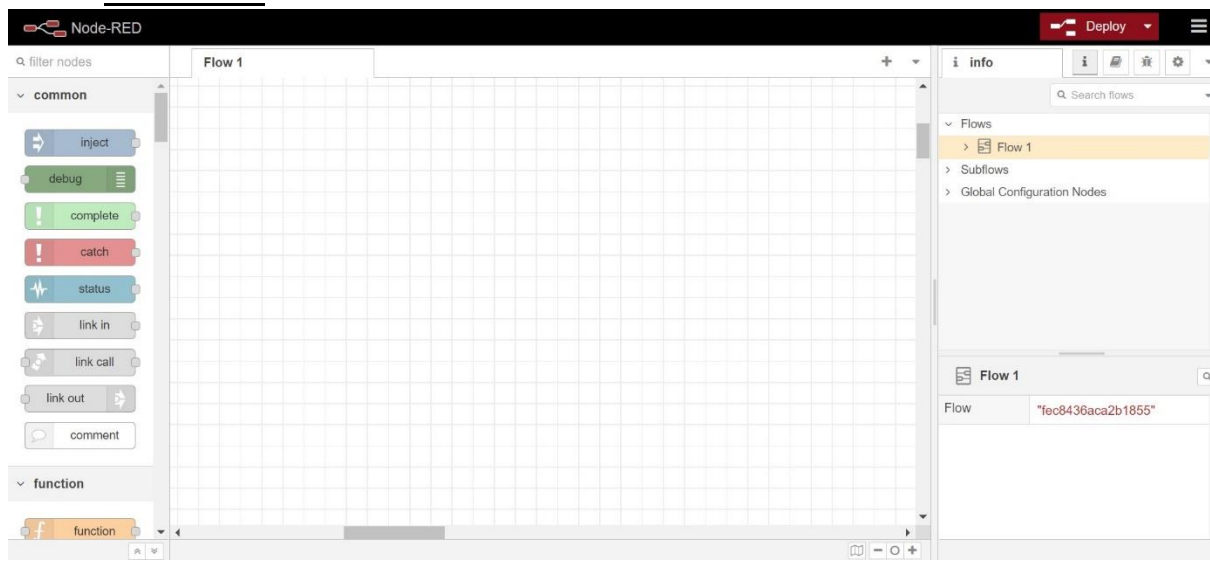 Node-RED
Deploy
filter nodes
Flow 1
info
Search flows
common
inject
debug
complete
catch
status
link in
link call
link out
comment
function
function
Flows
Flow 1
Subflows
Global Configuration Nodes
Flow 1
Flow "fec8436aca2b1855"